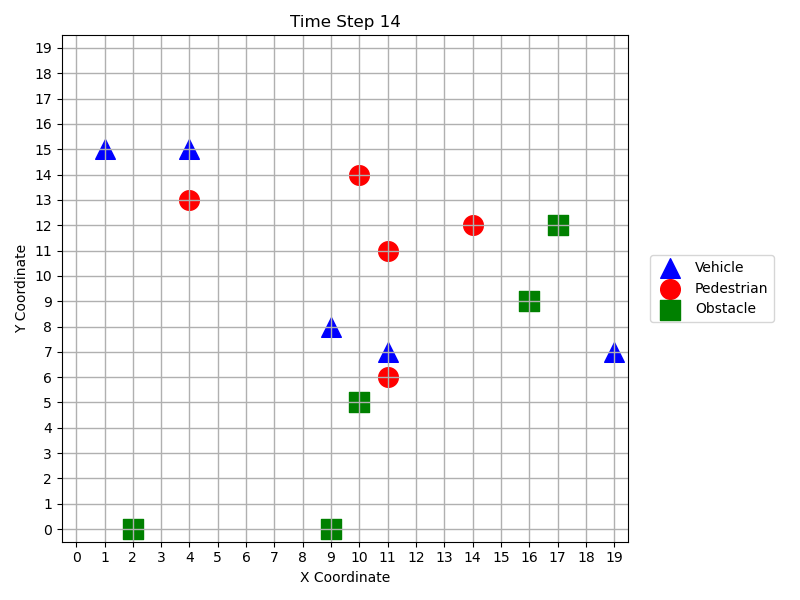 Time Step 14
Y Coordinate
19
18
17
16
15
14
13
12
11
10
9
8
7
6
5
4
3
2
1
0
0 1 2 3 4 5 6 7 8 9 10 11 12 13 14 15 16 17 18 19
X Coordinate
Vehicle
Pedestrian
Obstacle